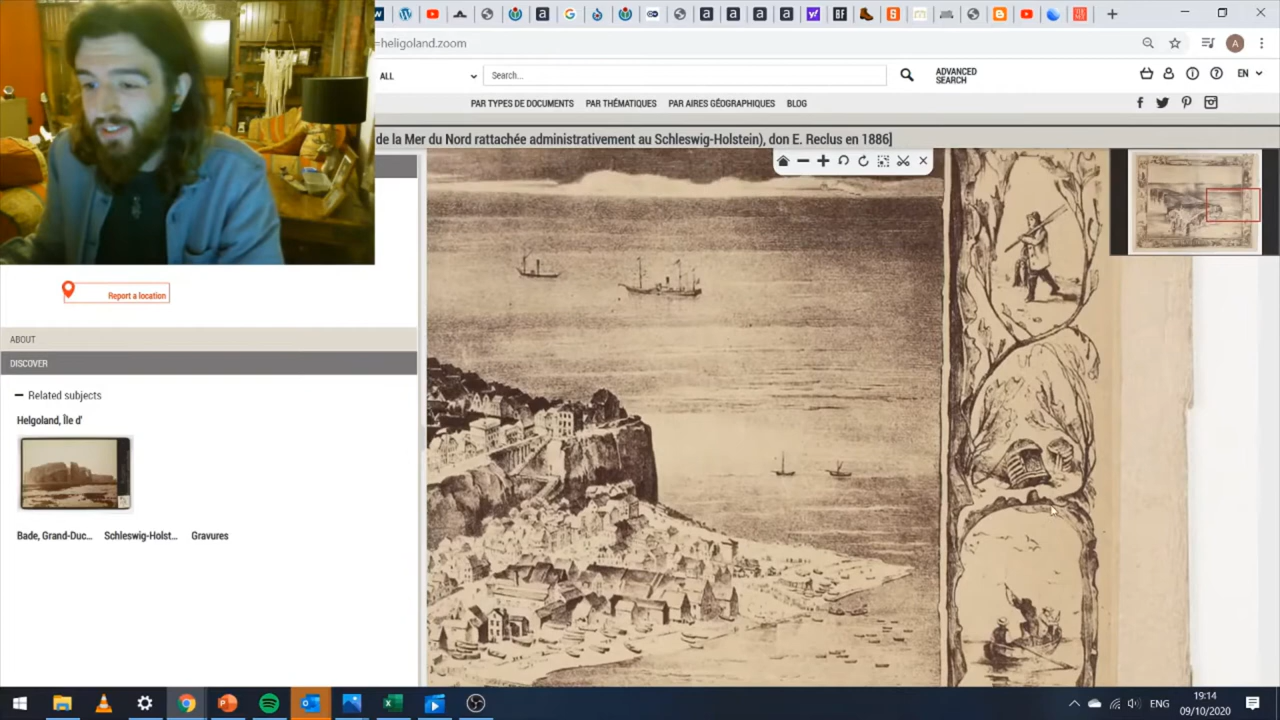 =heligoland.zoom
A
ALL
Search...
ADVANCED
SEARCH
EN
PAR TYPES DE DOCUMENTS PAR THÉMATIQUES PAR AIRES GÉOGRAPHIQUES BLOG
de la Mer du Nord rattachée administrativement au Schleswig-Holstein), don E. Reclus en 1886]
Report a location
ABOUT
DISCOVER
Related subjects
Helgoland, Île d'
Bade, Grand-Duc... Schleswig-Holst... Gravures
ENG
19:14
09/10/2020